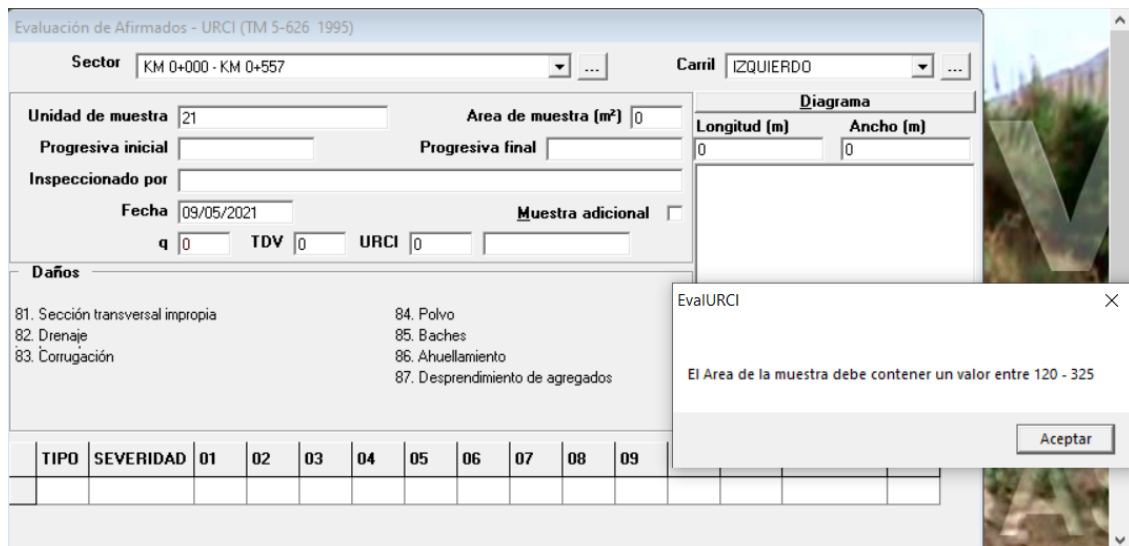 Evaluación de Afirmados - URCI (TM 5-626 1995)
Sector KM 0+000 - KM 0+557 ... Carril IZQUIERDO ...
Unidad de muestra 21 Area de muestra (m²) 0
Progresiva inicial Progresiva final
Inspeccionado por
Fecha 09/05/2021 Muestra adicional
q 0 TDV 0 URCI 0
Diagrama
Longitud (m) Ancho (m)
0 0
Daños
81. Sección transversal impropia
82. Drenaje
83. Corrugación
84. Polvo
85. Baches
86. Ahuellamiento
87. Desprendimiento de agregados
EvalURCI
El Area de la muestra debe contener un valor entre 120 - 325
Aceptar
TIPO SEVERIDAD 01 02 03 04 05 06 07 08 09